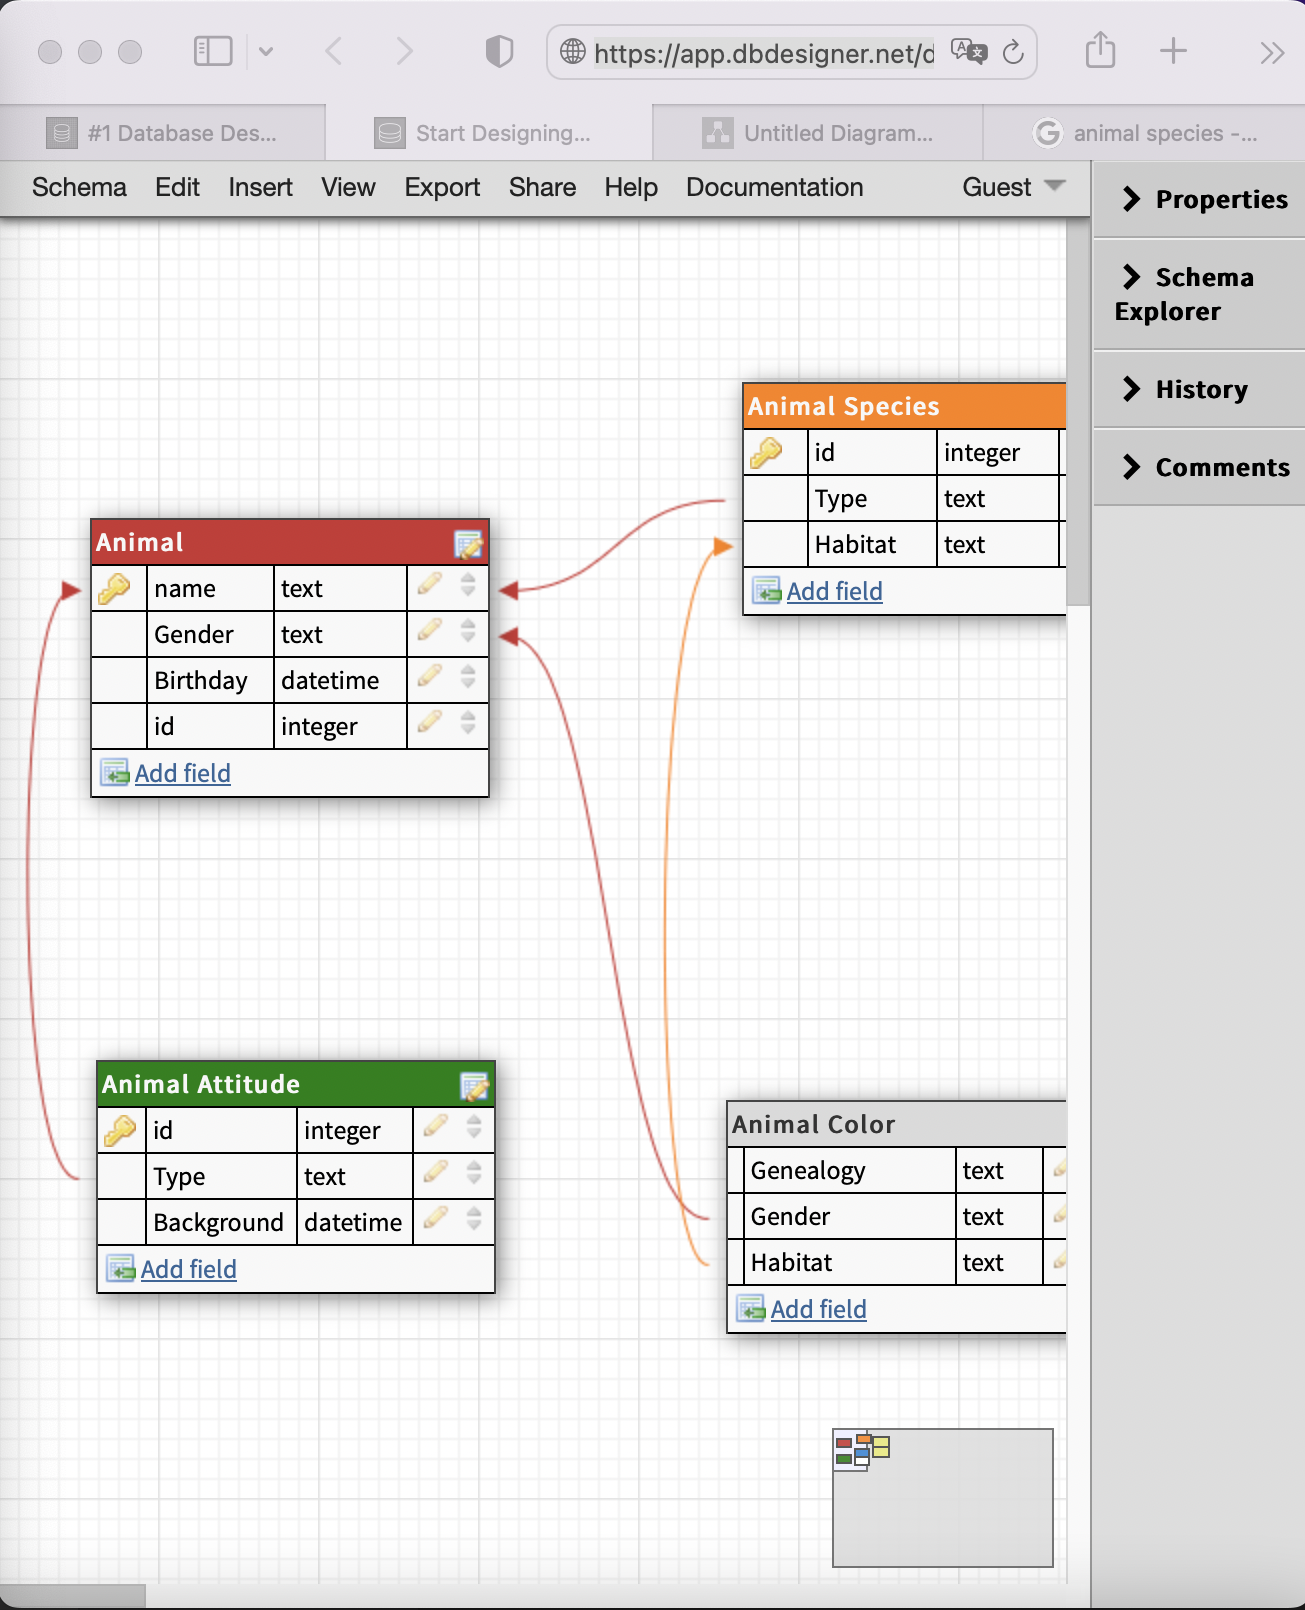 https://app.dbdesigner.net/d
#1 Database Des...
Start Designing...
Untitled Diagram...
animal species -...
Schema Edit Insert View Export Share Help Documentation Guest
Properties
Schema
Explorer
History
Comments
Animal Species
id integer
Type text
Habitat text
Add field
Animal
name text
Gender text
Birthday datetime
id integer
Add field
Animal Attitude
id integer
Type text
Background datetime
Add field
Animal Color
Genealogy text
Gender text
Habitat text
Add field